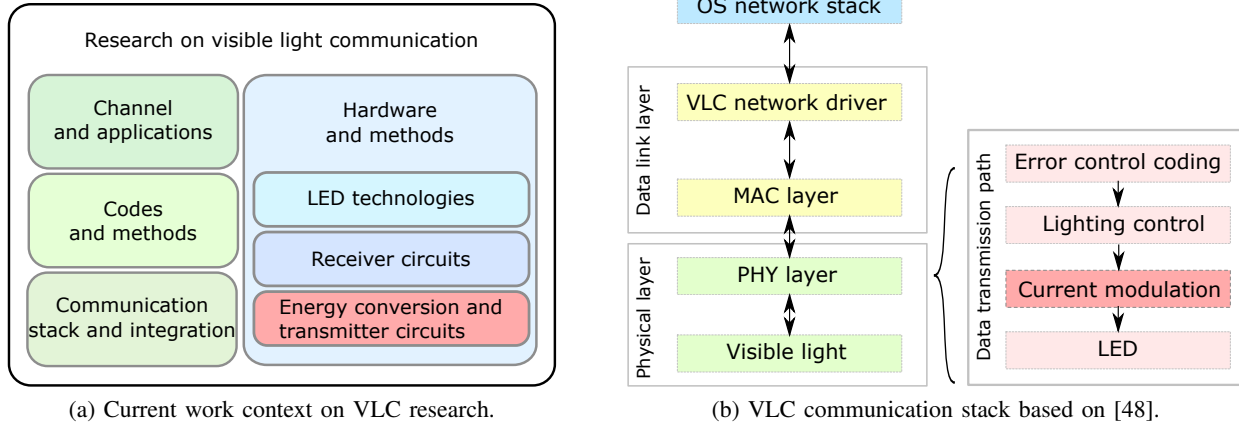 Research on visible light communication
Channel
and applications
Codes
and methods
Communication
stack and integration
Hardware
and methods
LED technologies
Receiver circuits
Energy conversion and
transmitter circuits
(a) Current work context on VLC research.
OS network stack
Data link layer
VLC network driver
MAC layer
Physical layer
PHY layer
Visible light
Data transmission path
Error control coding
Lighting control
Current modulation
LED
(b) VLC communication stack based on [48].